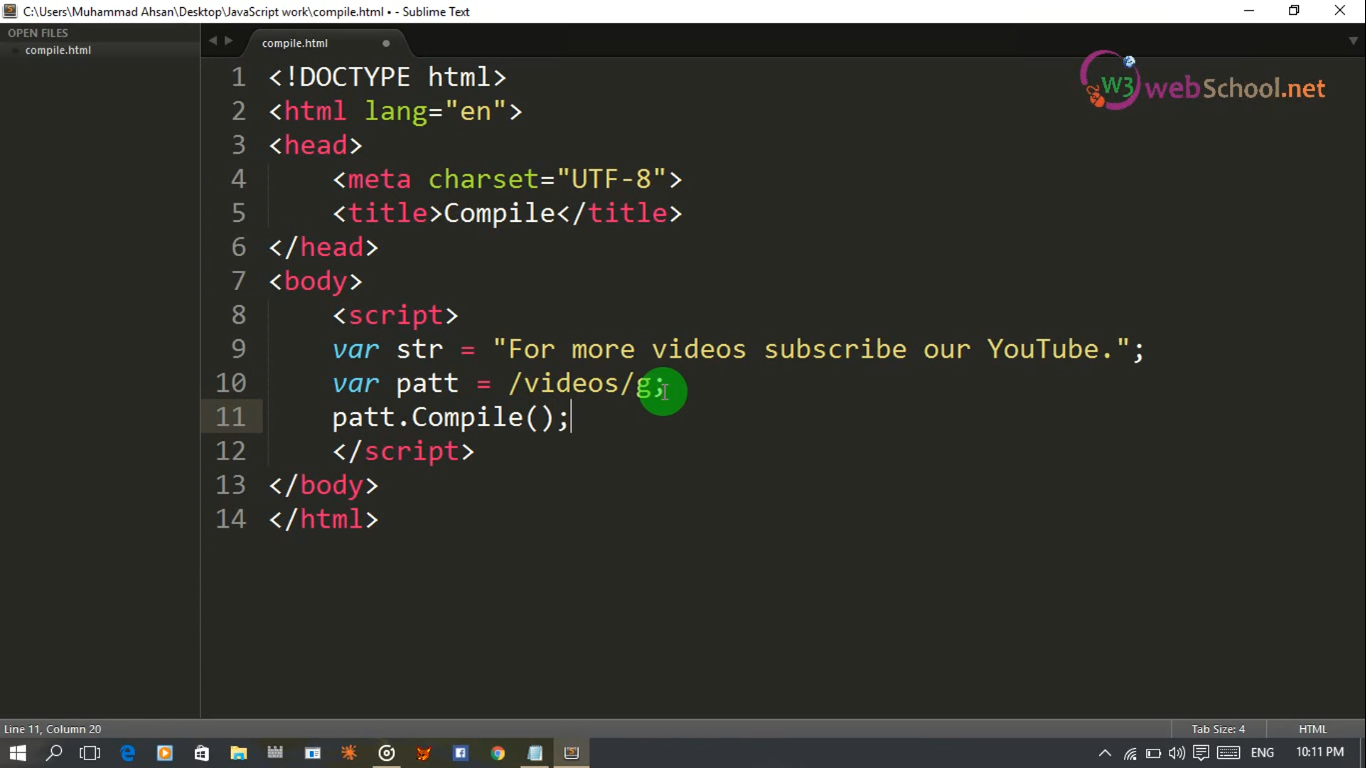 C:\Users\Muhammad Ahsan\Desktop\JavaScript work\compile.html • - Sublime Text
OPEN FILES
compile.html
compile.html
W3 webSchool.net
1 <!DOCTYPE html>
2 <html lang="en">
3 <head>
4 <meta charset="UTF-8">
5 <title>Compile</title>
6 </head>
7 <body>
8 <script>
9 var str = "For more videos subscribe our YouTube.";
10 var patt = /videos/g;
11 patt.Compile();
12 </script>
13 </body>
14 </html>
Line 11, Column 20
Tab Size: 4
HTML
ENG
10:11 PM